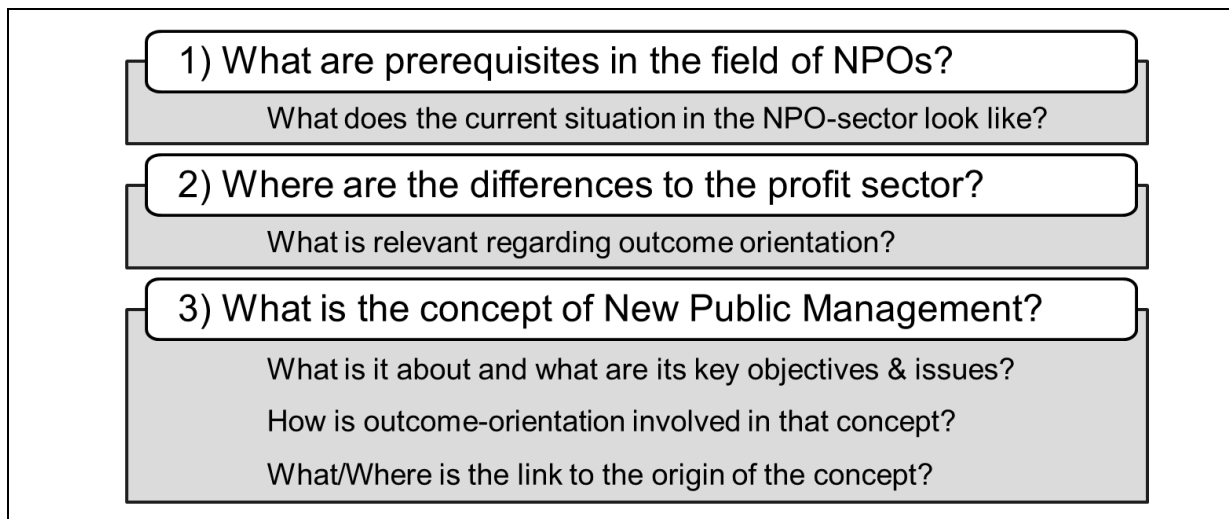 1) What are prerequisites in the field of NPOs?
What does the current situation in the NPO-sector look like?
2) Where are the differences to the profit sector?
What is relevant regarding outcome orientation?
3) What is the concept of New Public Management?
What is it about and what are its key objectives & issues?
How is outcome-orientation involved in that concept?
What/Where is the link to the origin of the concept?